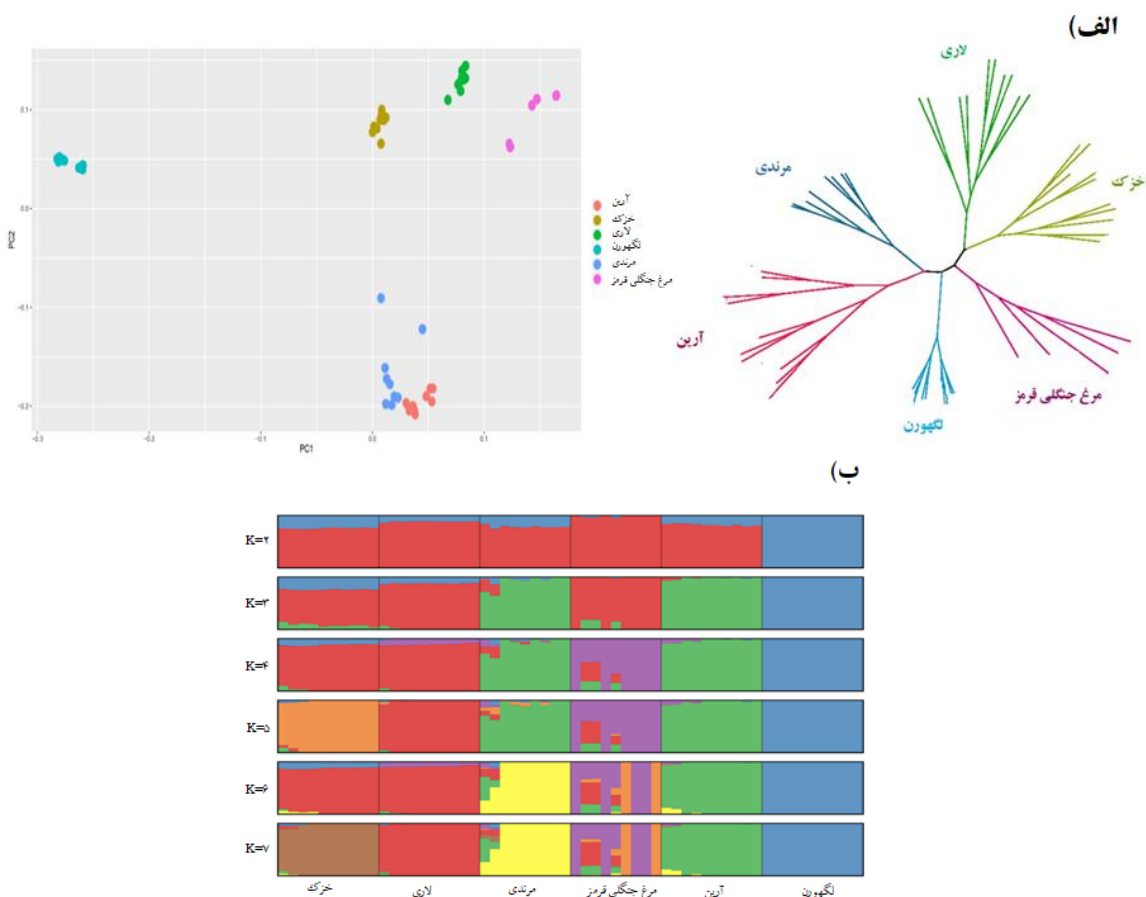 الف)
لاری
خزک
مرندی
آرین
مرغ جنگلی قرمز
لگهورن
0.1
0.0
-0.1
-0.2
PC2
-0.3
-0.2
-0.1
0.0
0.1
PC1
آرین
خزک
لاری
لگهورن
مرندی
مرغ جنگلی قرمز
ب)
K=۲
K=۳
K=۴
K=۵
K=۶
K=۷
خزک
لاری
مرندی
مرغ جنگلی قرمز
آرین
لگهورن